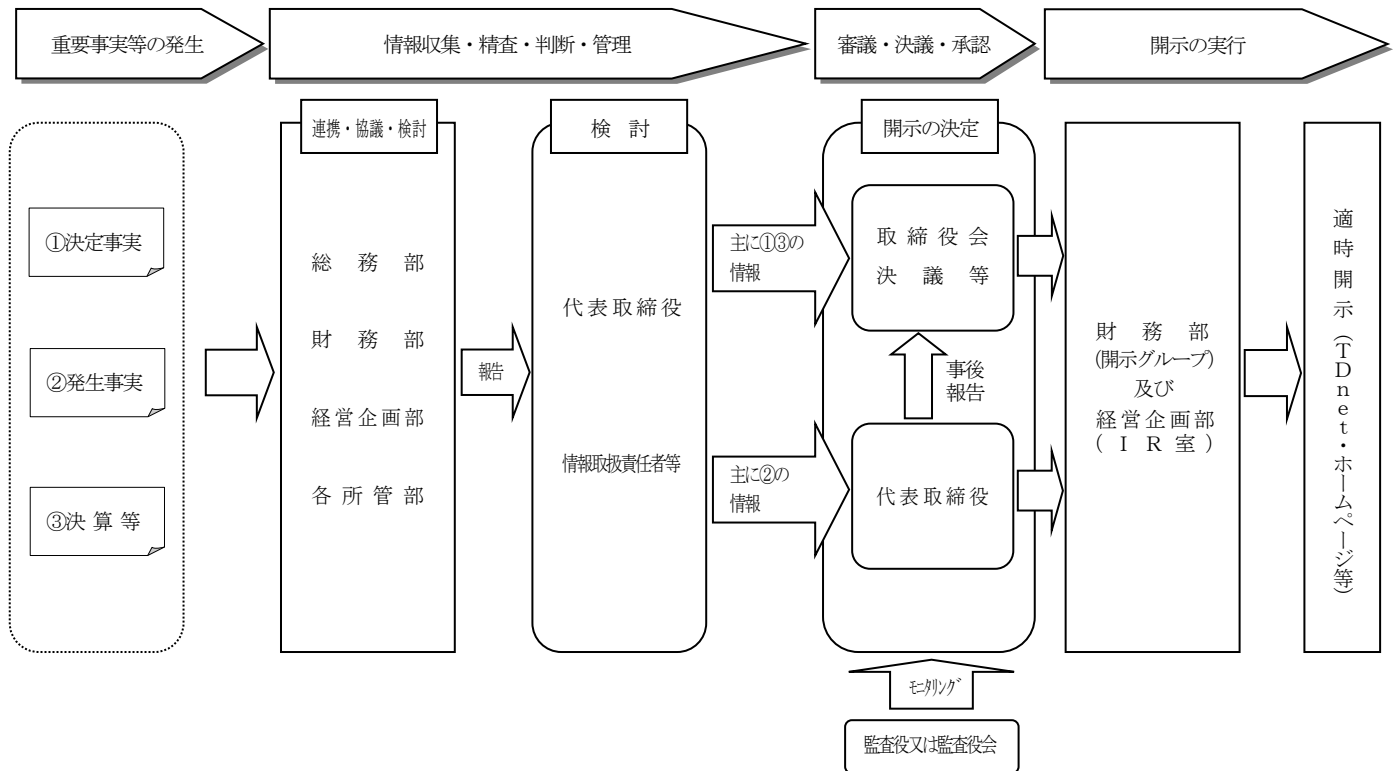 重要事実等の発生
情報収集・精査・判断・管理
審議・決議・承認
開示の実行
①決定事実
②発生事実
③決 算 等
連携・協議・検討
総 務 部
財 務 部
経営企画部
各 所 管 部
報告
検 討
代表取締役
情報取扱責任者等
主に①③の
情報
主に②の
情報
開示の決定
取 締 役 会
決 議 等
事後
報告
代表取締役
モニタリング
監査役又は監査役会
財 務 部
(開示グループ)
及び
経営企画部
( I R 室 )
適時開示(TDnet・ホームページ等)